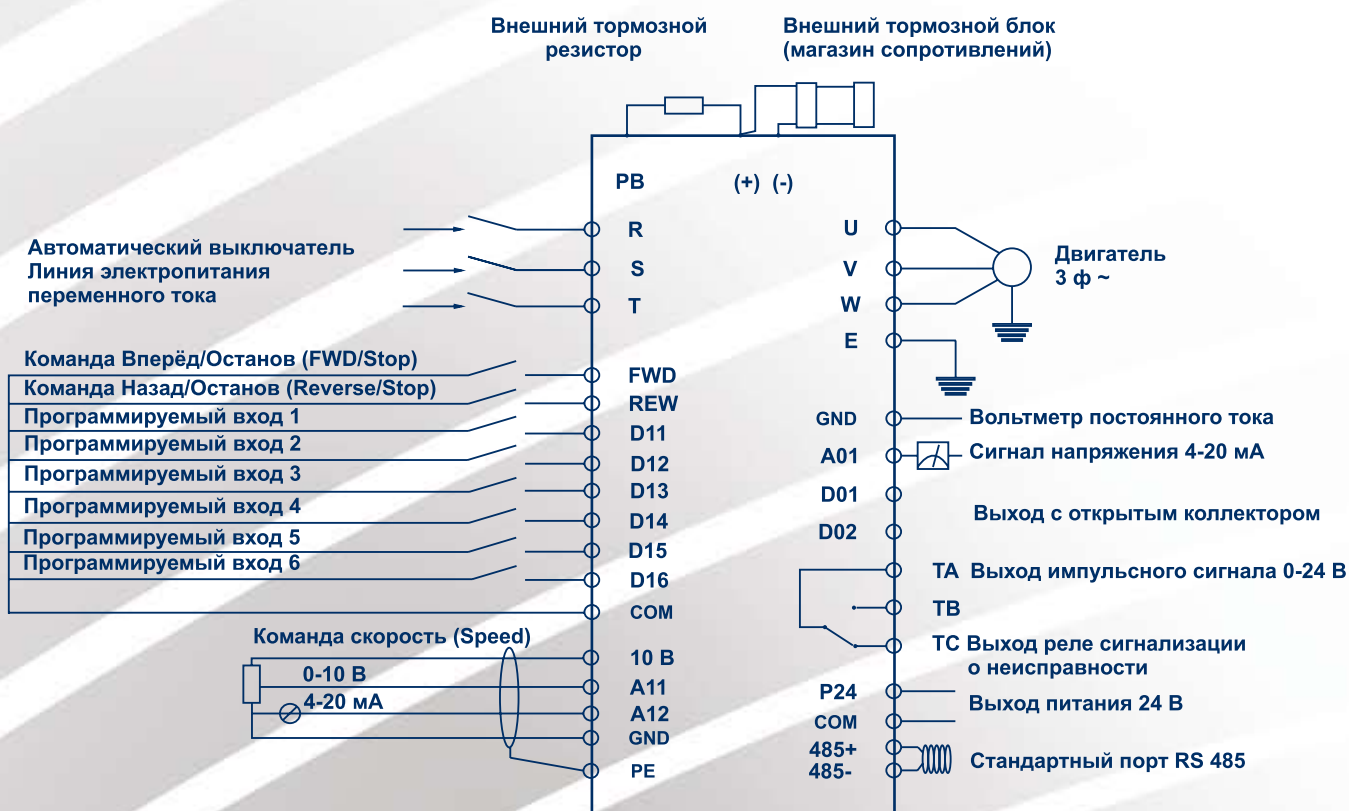 Внешний тормозной
резистор
Внешний тормозной блок
(магазин сопротивлений)
PB
(+) (-)
Автоматический выключатель
Линия электропитания
переменного тока
R
S
T
U
V
W
E
Двигатель
3 ф ~
Команда Вперёд/Останов (FWD/Stop)
Команда Назад/Останов (Reverse/Stop)
Программируемый вход 1
Программируемый вход 2
Программируемый вход 3
Программируемый вход 4
Программируемый вход 5
Программируемый вход 6
FWD
REW
D11
D12
D13
D14
D15
D16
COM
Команда скорость (Speed)
0-10 В
4-20 мА
10 В
A11
A12
GND
PE
GND
Вольтметр постоянного тока
A01
Сигнал напряжения 4-20 мА
D01
D02
Выход с открытым коллектором
TA Выход импульсного сигнала 0-24 В
TB
TC Выход реле сигнализации
о неисправности
P24
COM
Выход питания 24 В
485+
485-
Стандартный порт RS 485